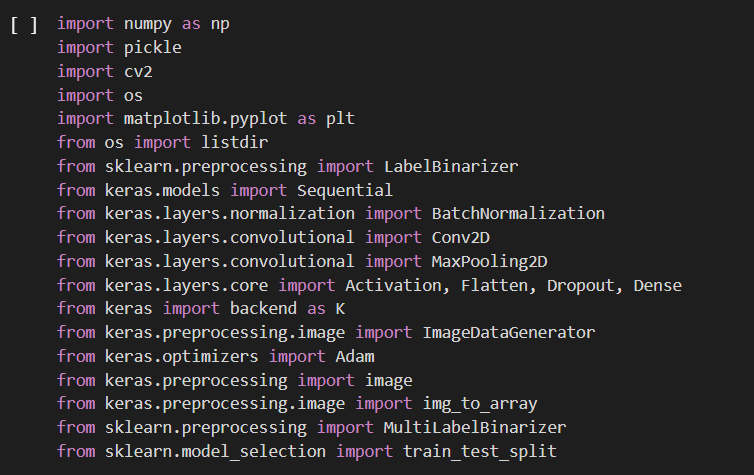 [ ] import numpy as np
import pickle
import cv2
import os
import matplotlib.pyplot as plt
from os import listdir
from sklearn.preprocessing import LabelBinarizer
from keras.models import Sequential
from keras.layers.normalization import BatchNormalization
from keras.layers.convolutional import Conv2D
from keras.layers.convolutional import MaxPooling2D
from keras.layers.core import Activation, Flatten, Dropout, Dense
from keras import backend as K
from keras.preprocessing.image import ImageDataGenerator
from keras.optimizers import Adam
from keras.preprocessing import image
from keras.preprocessing.image import img_to_array
from sklearn.preprocessing import MultiLabelBinarizer
from sklearn.model_selection import train_test_split